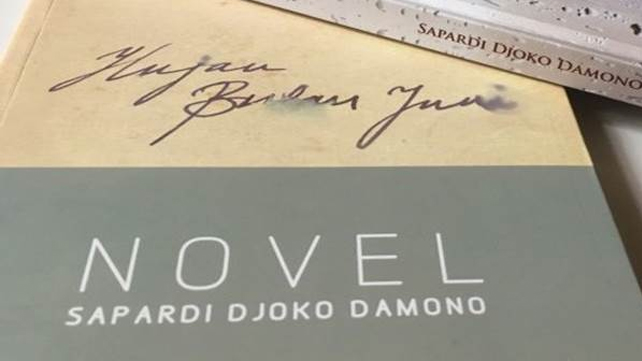 SAPARDI DJOKO DAMONO
Hujan
Bulan Juni
NOVEL
SAPARDI DJOKO DAMONO